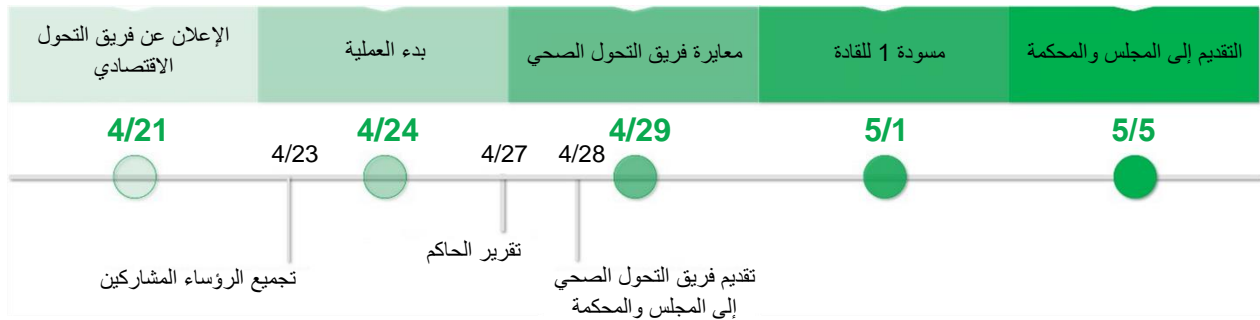 الإعلان عن فريق التحول
الاقتصادي
بدء العملية
معايرة فريق التحول الصحي
مسودة 1 للقادة
التقديم إلى المجلس والمحكمة
4/21
4/23
4/24
4/27
4/28
4/29
5/1
5/5
تجميع الرؤساء المشاركين
تقرير الحاكم
تقديم فريق التحول الصحي
إلى المجلس والمحكمة